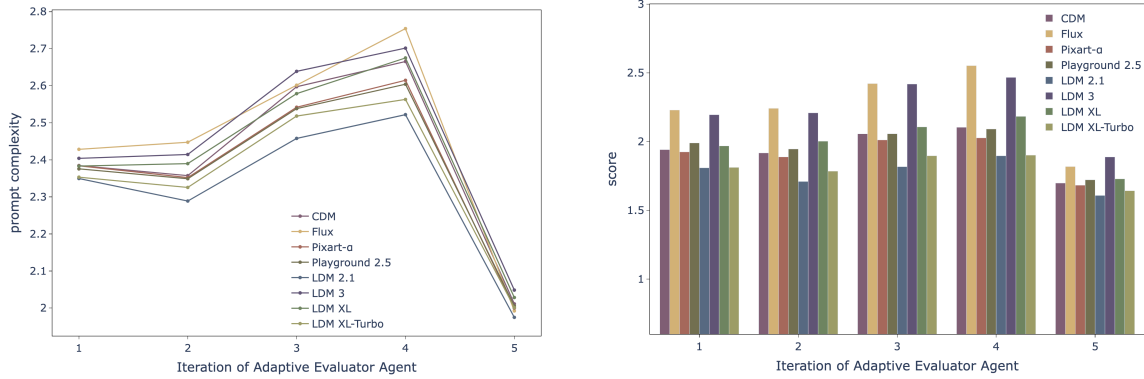 2.8
2.7
2.6
2.5
2.4
2.3
2.2
2.1
2
prompt complexity
1
2
3
4
5
Iteration of Adaptive Evaluator Agent
CDM
Flux
Pixart-α
Playground 2.5
LDM 2.1
LDM 3
LDM XL
LDM XL-Turbo
3
2.5
2
1.5
1
score
1
2
3
4
5
Iteration of Adaptive Evaluator Agent
CDM
Flux
Pixart-α
Playground 2.5
LDM 2.1
LDM 3
LDM XL
LDM XL-Turbo